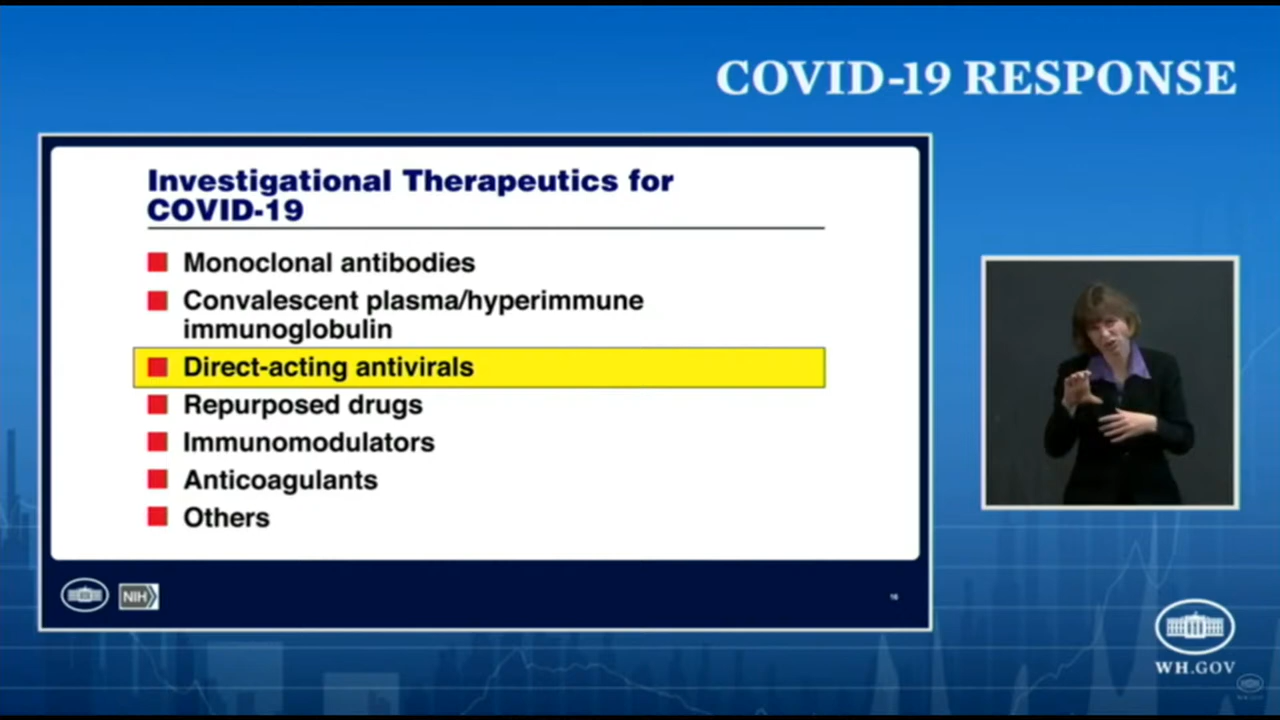 COVID-19 RESPONSE
Investigational Therapeutics for
COVID-19
Monoclonal antibodies
Convalescent plasma/hyperimmune
immunoglobulin
Direct-acting antivirals
Repurposed drugs
Immunomodulators
Anticoagulants
Others
NIH
WH.GOV